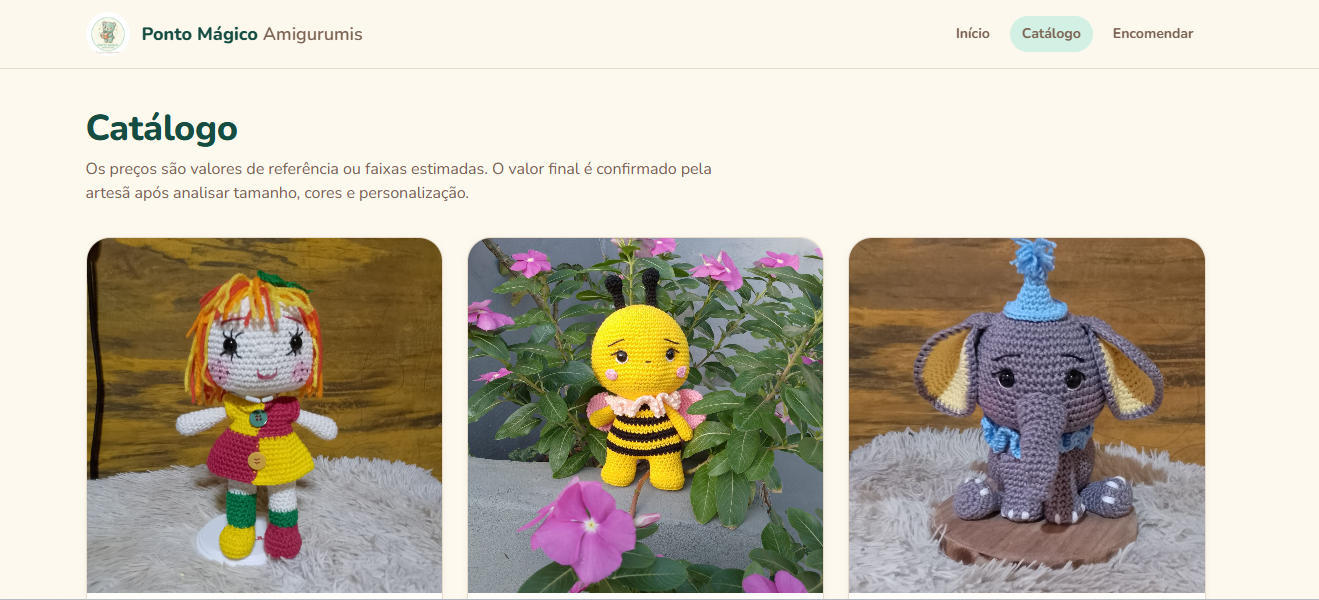 Ponto Mágico Amigurumis
Início
Catálogo
Encomendar
Catálogo
Os preços são valores de referência ou faixas estimadas. O valor final é confirmado pela
artesã após analisar tamanho, cores e personalização.